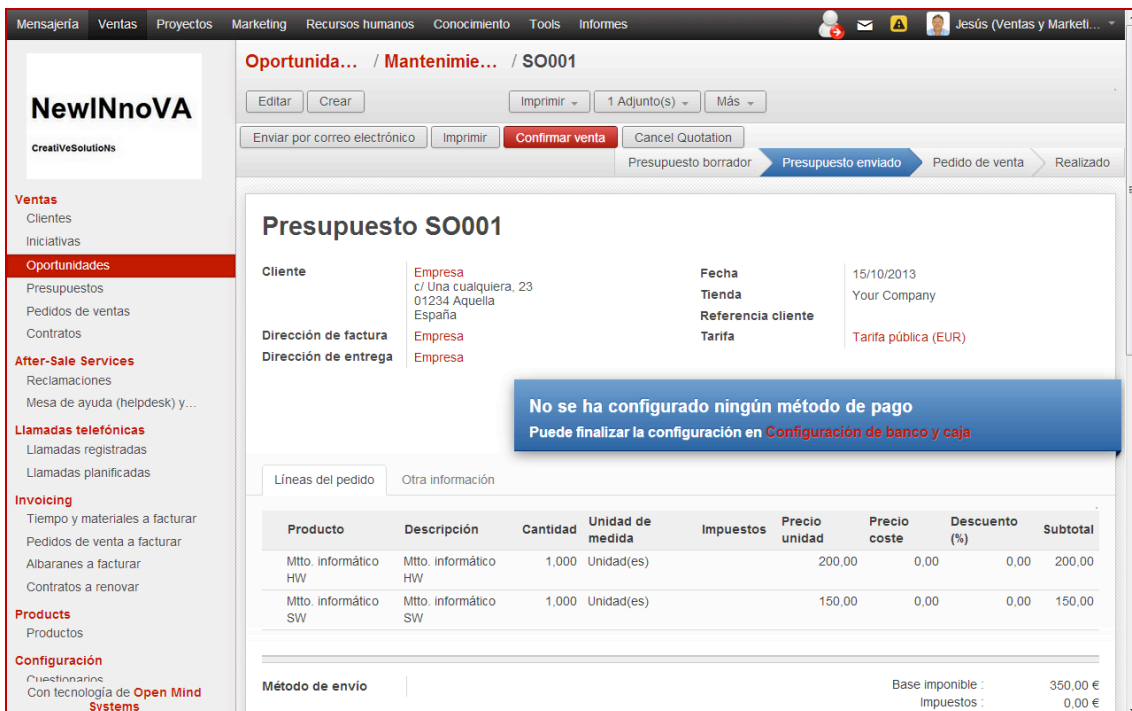 Mensajería Ventas Proyectos Marketing Recursos humanos Conocimiento Tools Informes Jesús (Ventas y Marketi...
NewINnoVA
CreatiVeSolutioNs
Oportunida... / Mantenimie... / SO001
Editar Crear Imprimir 1 Adjunto(s) Más
Enviar por correo electrónico Imprimir Confirmar venta Cancel Quotation
Presupuesto borrador Presupuesto enviado Pedido de venta Realizado
Ventas
Clientes
Iniciativas
Oportunidades
Presupuestos
Pedidos de ventas
Contratos
After-Sale Services
Reclamaciones
Mesa de ayuda (helpdesk) y...
Llamadas telefónicas
Llamadas registradas
Llamadas planificadas
Invoicing
Tiempo y materiales a facturar
Pedidos de venta a facturar
Albaranes a facturar
Contratos a renovar
Products
Productos
Configuración
Cuestionarios
Con tecnología de Open Mind
Systems
Presupuesto SO001
Cliente Empresa
c/ Una cualquiera, 23
01234 Aquella
España
Dirección de factura Empresa
Dirección de entrega Empresa
Fecha 15/10/2013
Tienda Your Company
Referencia cliente
Tarifa Tarifa pública (EUR)
No se ha configurado ningún método de pago
Puede finalizar la configuración en Configuración de banco y caja
Líneas del pedido Otra información
Producto Descripción Cantidad Unidad de medida Impuestos Precio unidad Precio coste Descuento (%) Subtotal
Mtto. informático HW Mtto. informático HW 1,000 Unidad(es) 200,00 0,00 0,00 200,00
Mtto. informático SW Mtto. informático SW 1,000 Unidad(es) 150,00 0,00 0,00 150,00
Método de envío
Base imponible : 350,00 €
Impuestos : 0,00 €